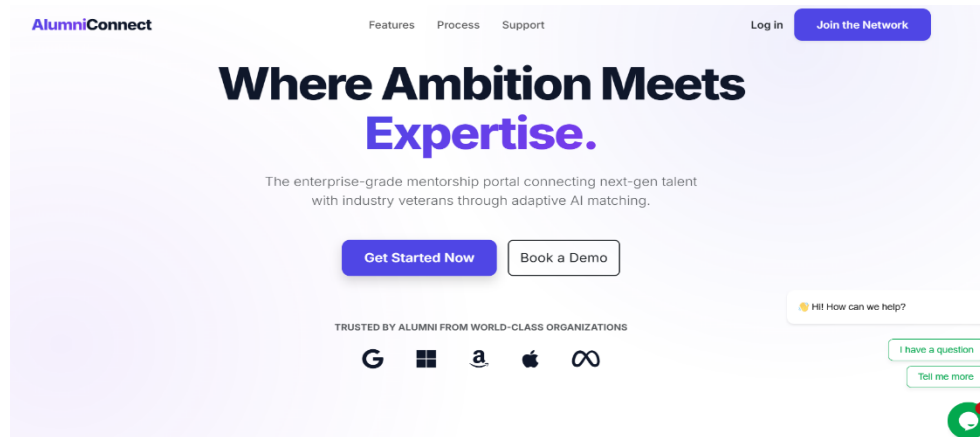 AlumniConnect
Features Process Support
Log in
Join the Network
Where Ambition Meets
Expertise.
The enterprise-grade mentorship portal connecting next-gen talent
with industry veterans through adaptive AI matching.
Get Started Now
Book a Demo
TRUSTED BY ALUMNI FROM WORLD-CLASS ORGANIZATIONS
👋 Hi! How can we help?
I have a question
Tell me more